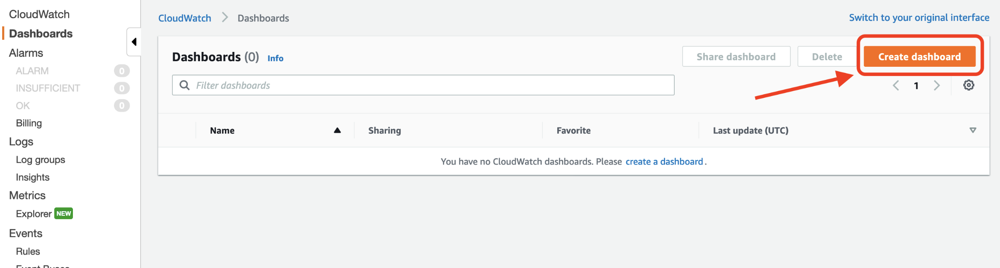 CloudWatch
Dashboards
Alarms
ALARM 0
INSUFFICIENT 0
OK 0
Billing
Logs
Log groups
Insights
Metrics
Explorer NEW
Events
Rules
Event Buses
CloudWatch > Dashboards
Switch to your original interface
Dashboards (0) Info
Share dashboard Delete Create dashboard
Filter dashboards
1
Name Sharing Favorite Last update (UTC)
You have no CloudWatch dashboards. Please create a dashboard.